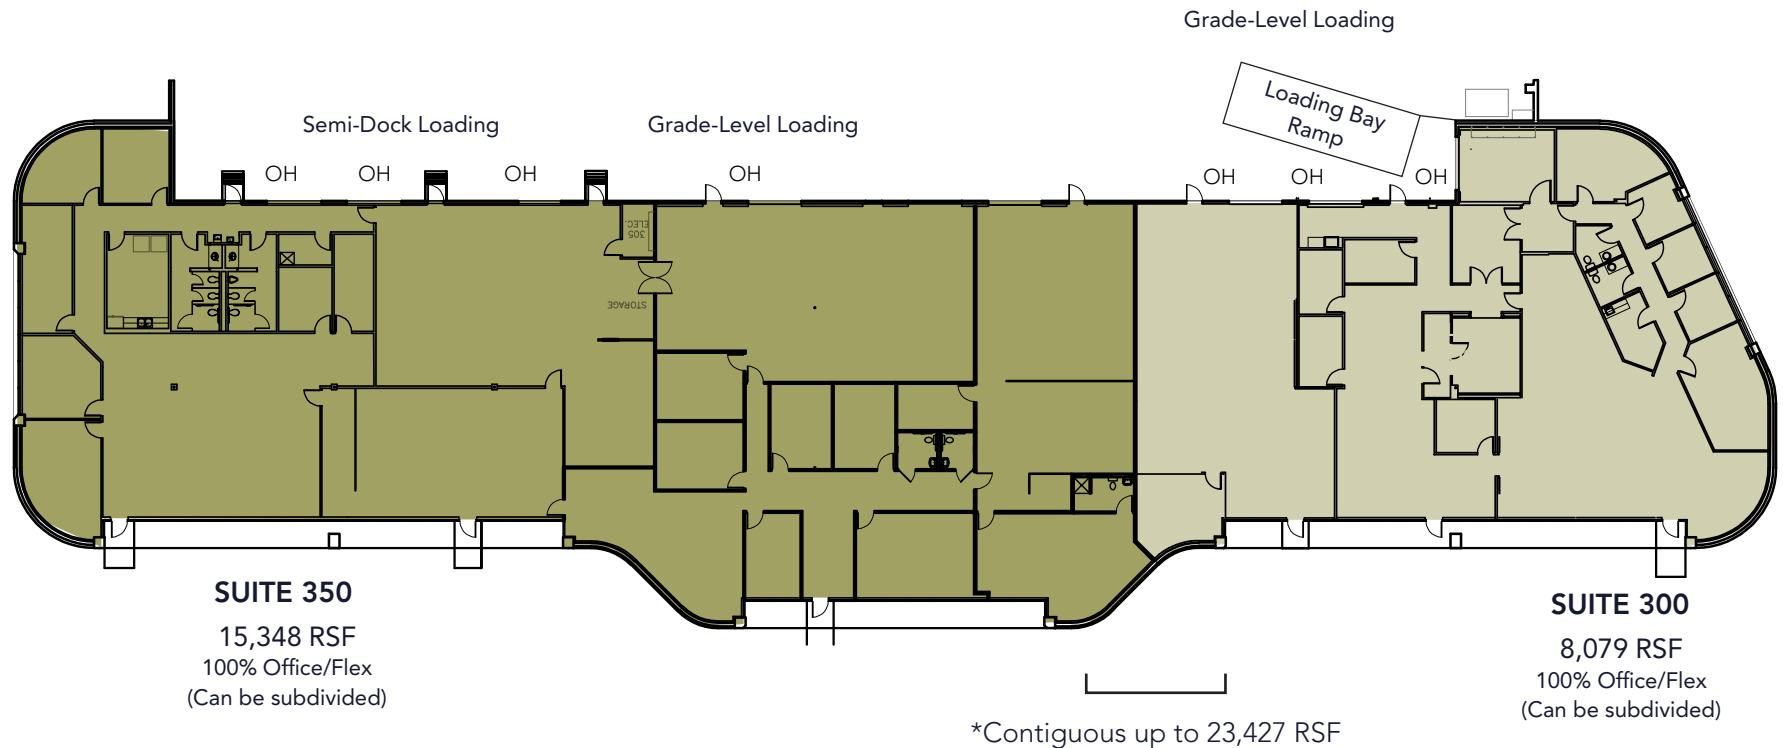 Grade-Level Loading
Loading Bay
Ramp
Semi-Dock Loading
Grade-Level Loading
OH
OH
OH
OH
OH
OH
OH
305
ELEC.
STORAGE
SUITE 350
15,348 RSF
100% Office/Flex
(Can be subdivided)
SUITE 300
8,079 RSF
100% Office/Flex
(Can be subdivided)
*Contiguous up to 23,427 RSF